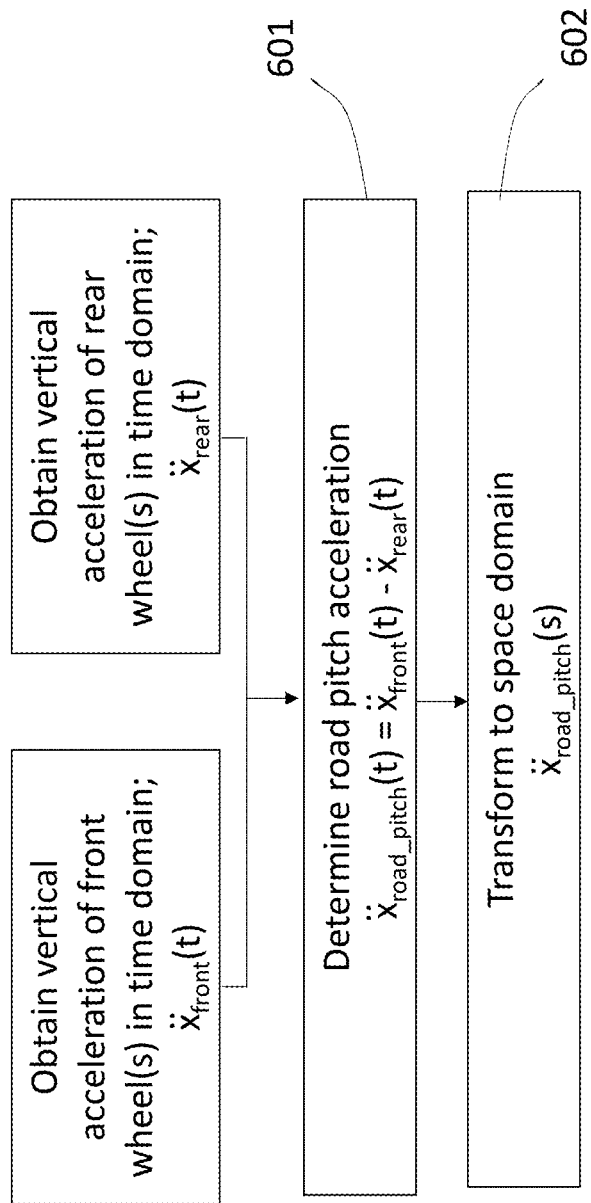 Obtain vertical
acceleration of front
wheel(s) in time domain;
ẍfront(t)
Obtain vertical
acceleration of rear
wheel(s) in time domain;
ẍrear(t)
Determine road pitch acceleration
ẍroad_pitch(t) = ẍfront(t) - ẍrear(t)
601
Transform to space domain
ẍroad_pitch(s)
602